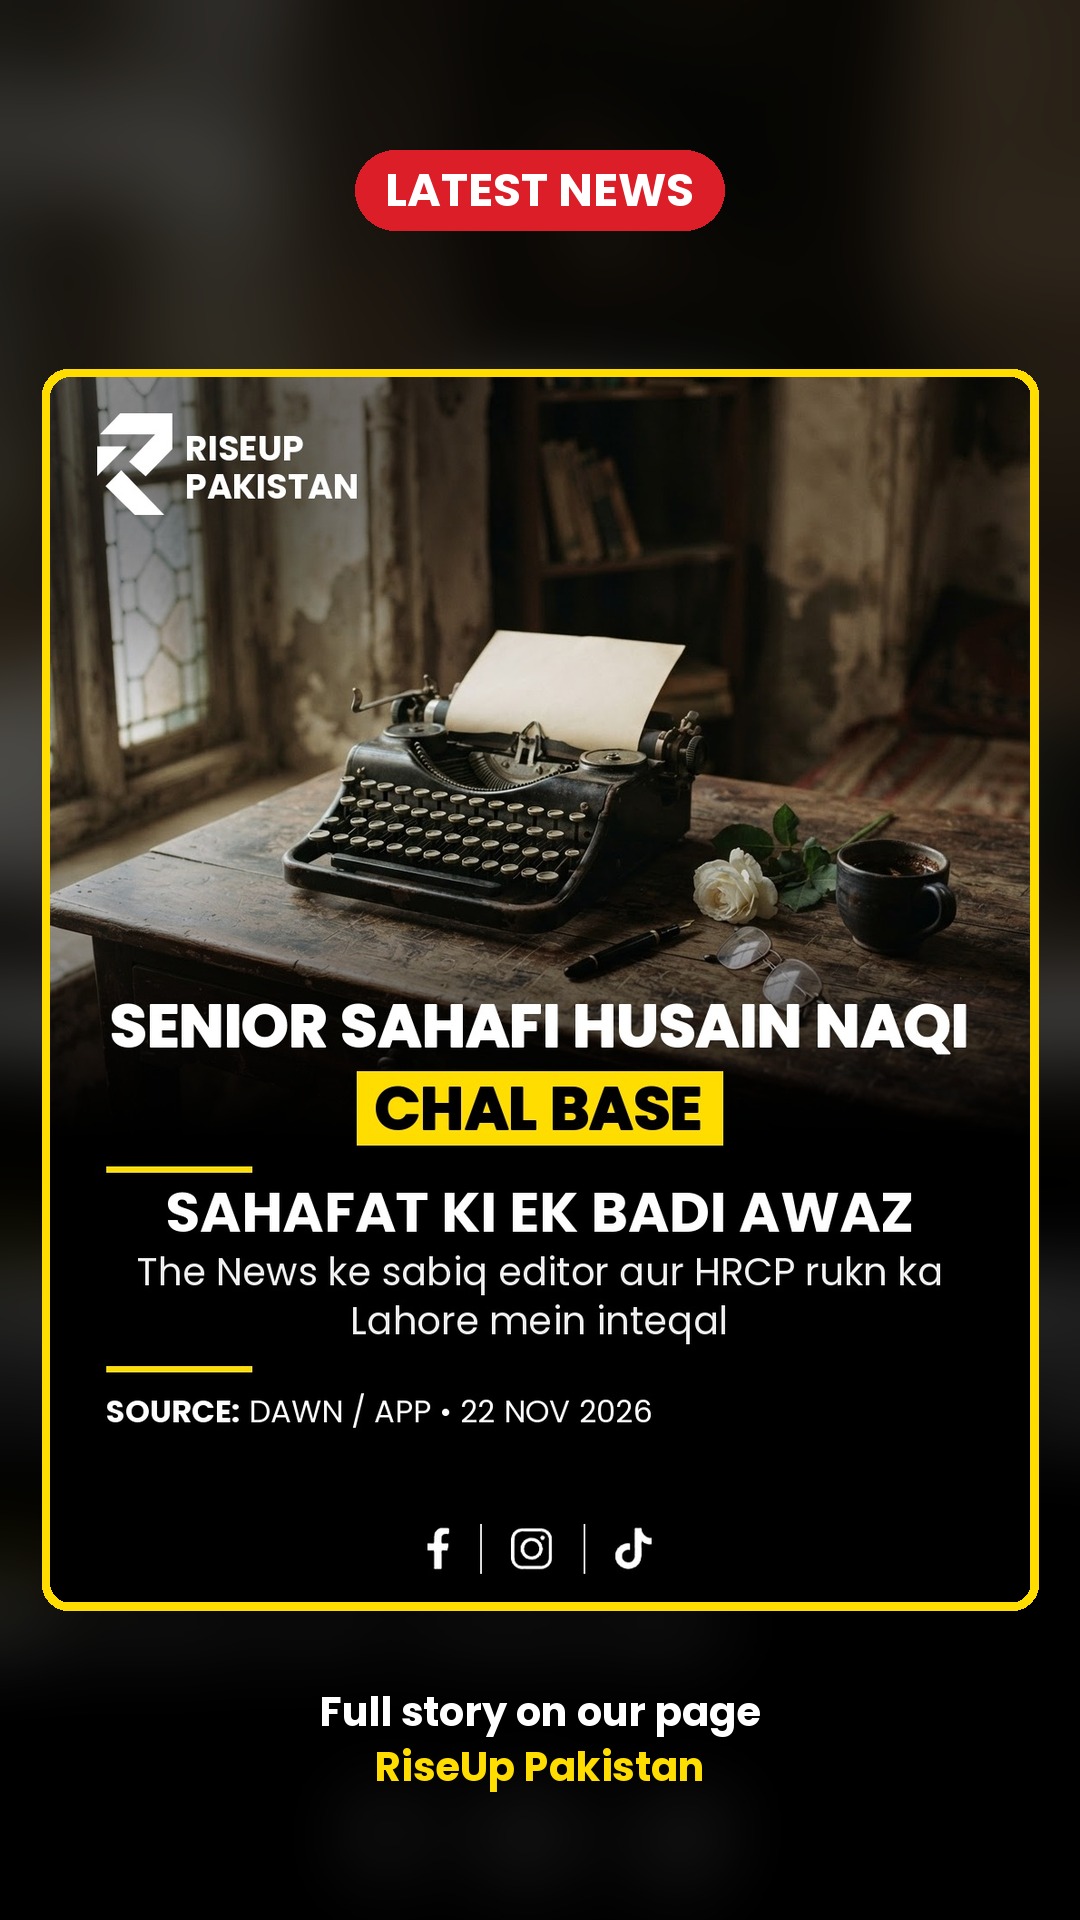 LATEST NEWS
RISEUP
PAKISTAN
SENIOR SAHAFI HUSAIN NAQI
CHAL BASE
SAHAFAT KI EK BADI AWAZ
The News ke sabiq editor aur HRCP rukn ka
Lahore mein inteqal
SOURCE: DAWN / APP • 22 NOV 2026
Full story on our page
RiseUp Pakistan